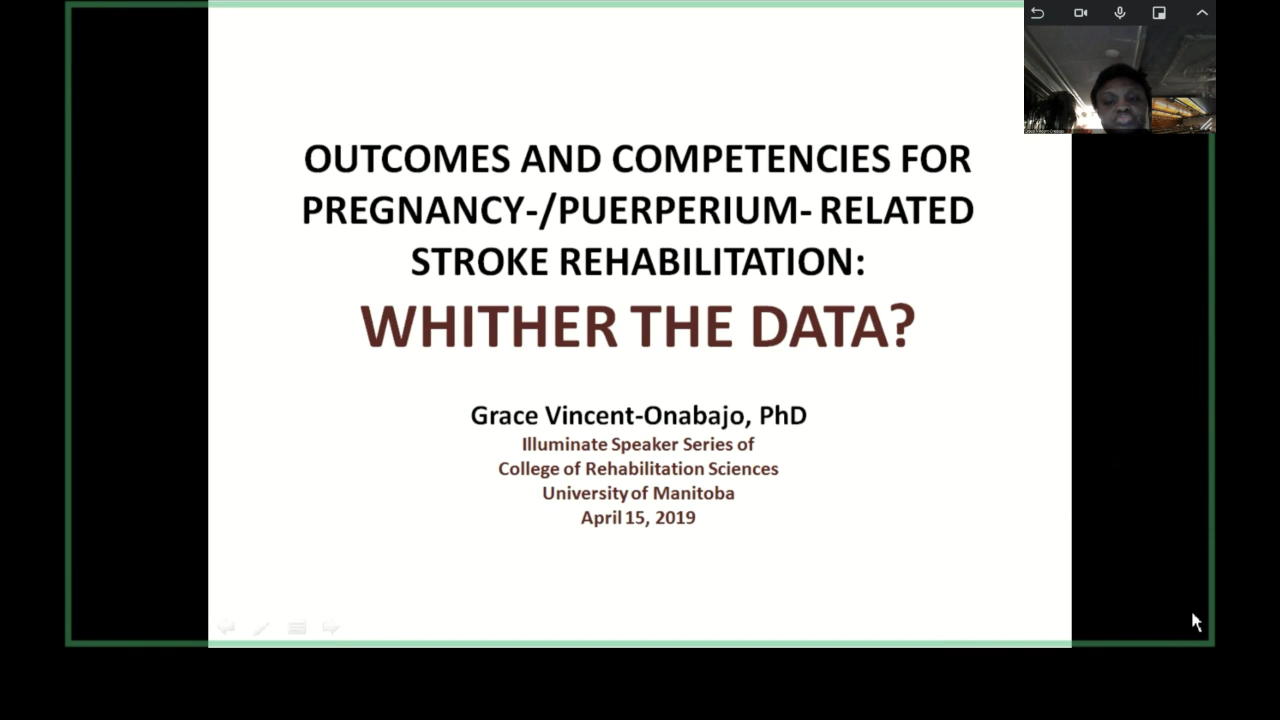 OUTCOMES AND COMPETENCIES FOR
PREGNANCY-/PUERPERIUM- RELATED
STROKE REHABILITATION:
WHITHER THE DATA?
Grace Vincent-Onabajo, PhD
Illuminate Speaker Series of
College of Rehabilitation Sciences
University of Manitoba
April 15, 2019